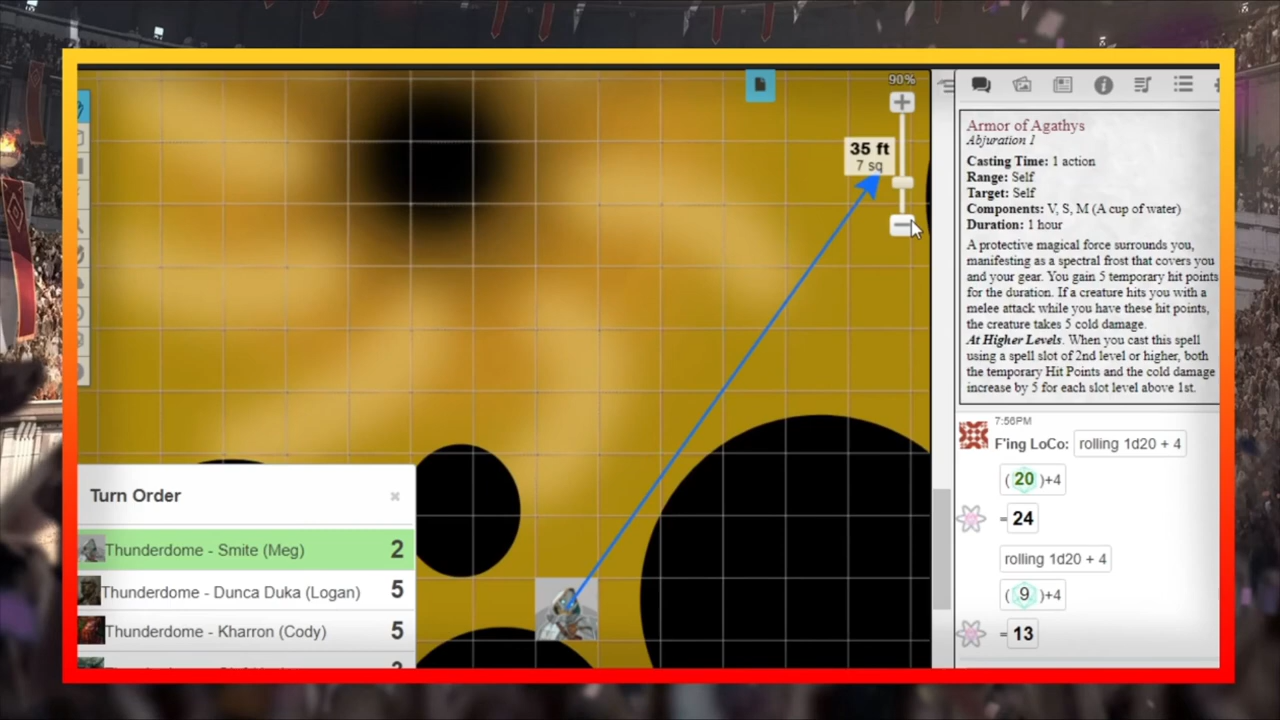 90%
35 ft
7 sq
Turn Order
Thunderdome - Smite (Meg) 2
Thunderdome - Dunca Duka (Logan) 5
Thunderdome - Kharron (Cody) 5
Armor of Agathys
Abjuration 1
Casting Time: 1 action
Range: Self
Target: Self
Components: V, S, M (A cup of water)
Duration: 1 hour
A protective magical force surrounds you,
manifesting as a spectral frost that covers you
and your gear. You gain 5 temporary hit points
for the duration. If a creature hits you with a
melee attack while you have these hit points,
the creature takes 5 cold damage.
At Higher Levels. When you cast this spell
using a spell slot of 2nd level or higher, both
the temporary Hit Points and the cold damage
increase by 5 for each slot level above 1st.
7:56PM
F'ing LoCo: rolling 1d20 + 4
(20)+4
=24
rolling 1d20 + 4
(9)+4
=13